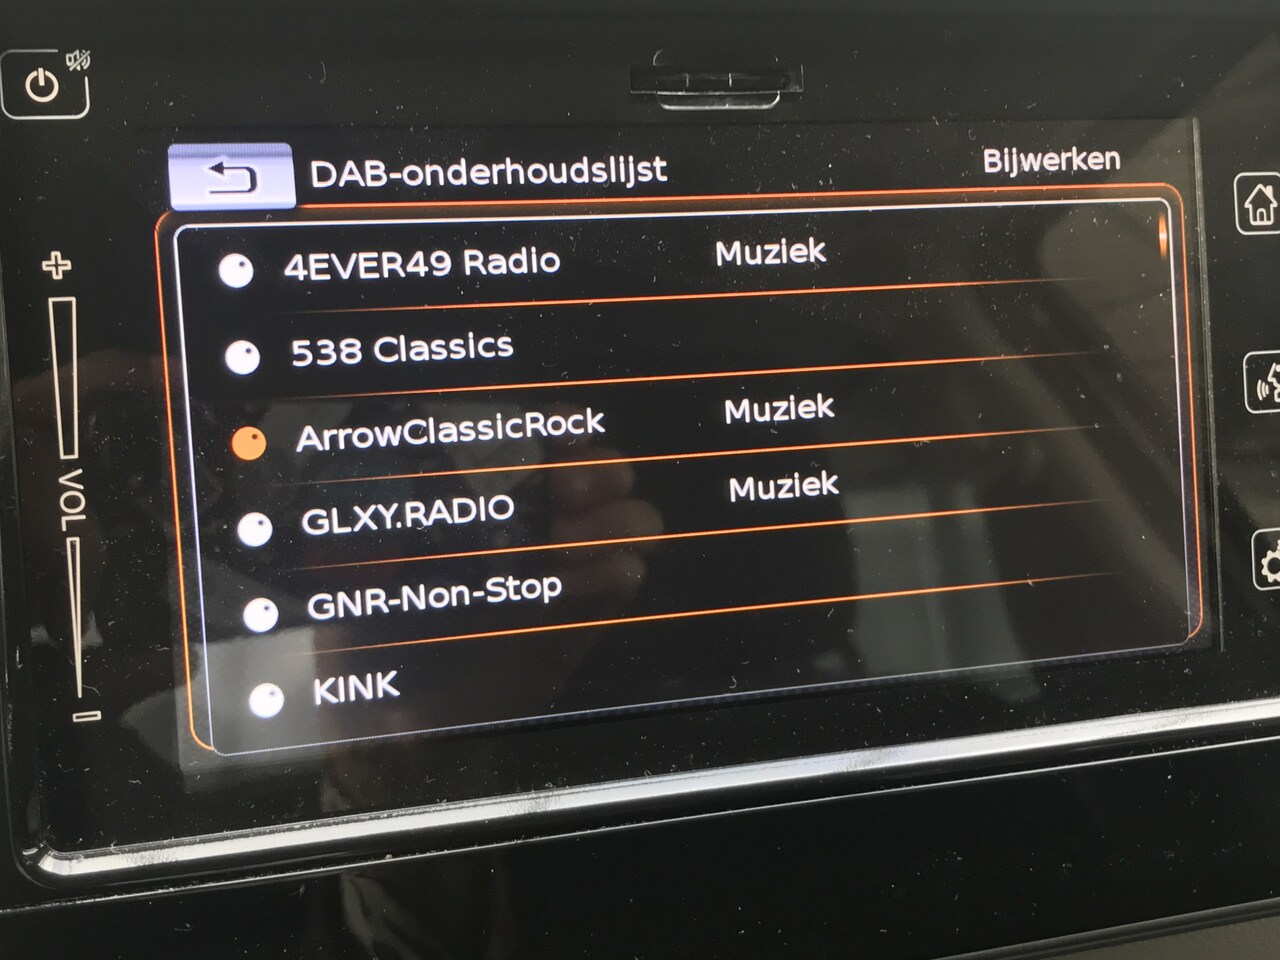 DAB-onderhoudslijst
Bijwerken
4EVER49 Radio Muziek
538 Classics
ArrowClassicRock Muziek
GLXY.RADIO Muziek
GNR-Non-Stop
KINK
+
VOL
-